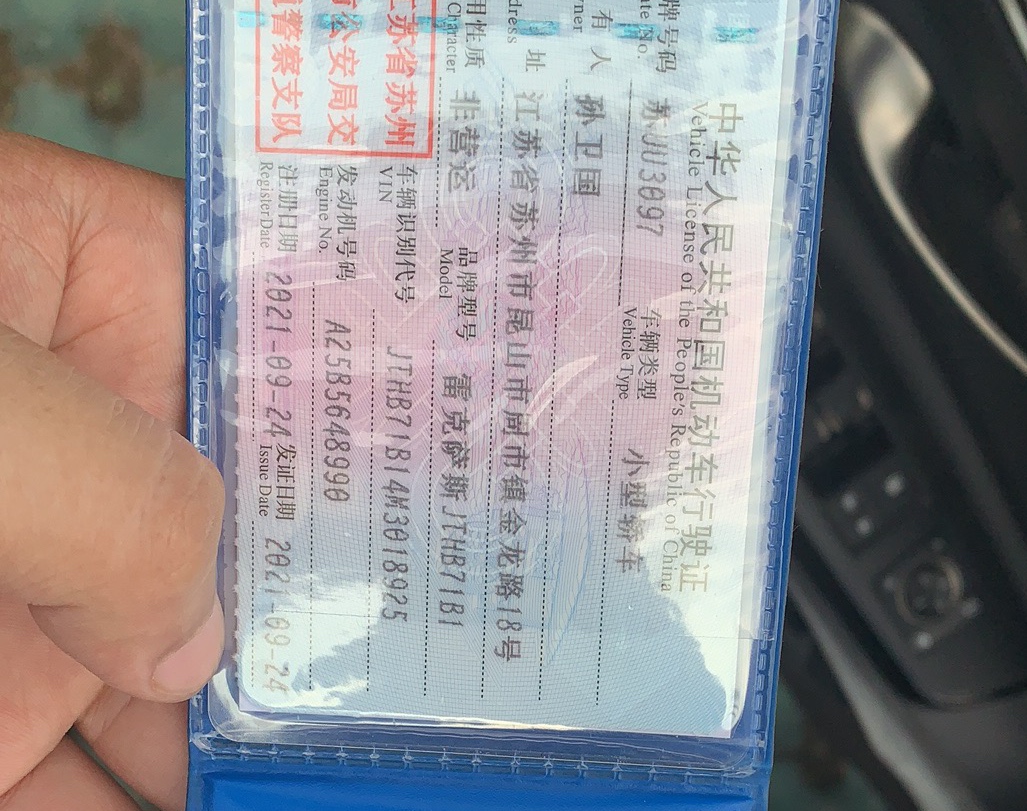 中华人民共和国机动车行驶证
Vehicle License of the People's Republic of China
牌号码 苏JU3097 车辆类型 小型轿车
No. Vehicle Type
有人 孙卫国
址 江苏省苏州市昆山市周市镇金龙路18号
用性质 非营运 品牌型号 雷克萨斯JTHB71B1
Character Model
江苏省苏州 车辆识别代号 JTHB71B14M3018925
VIN
公安局交 发动机号码 A25B5648990
Engine No.
警察支队 注册日期 2021-09-24 发证日期 2021-09-24
Register Date Issue Date